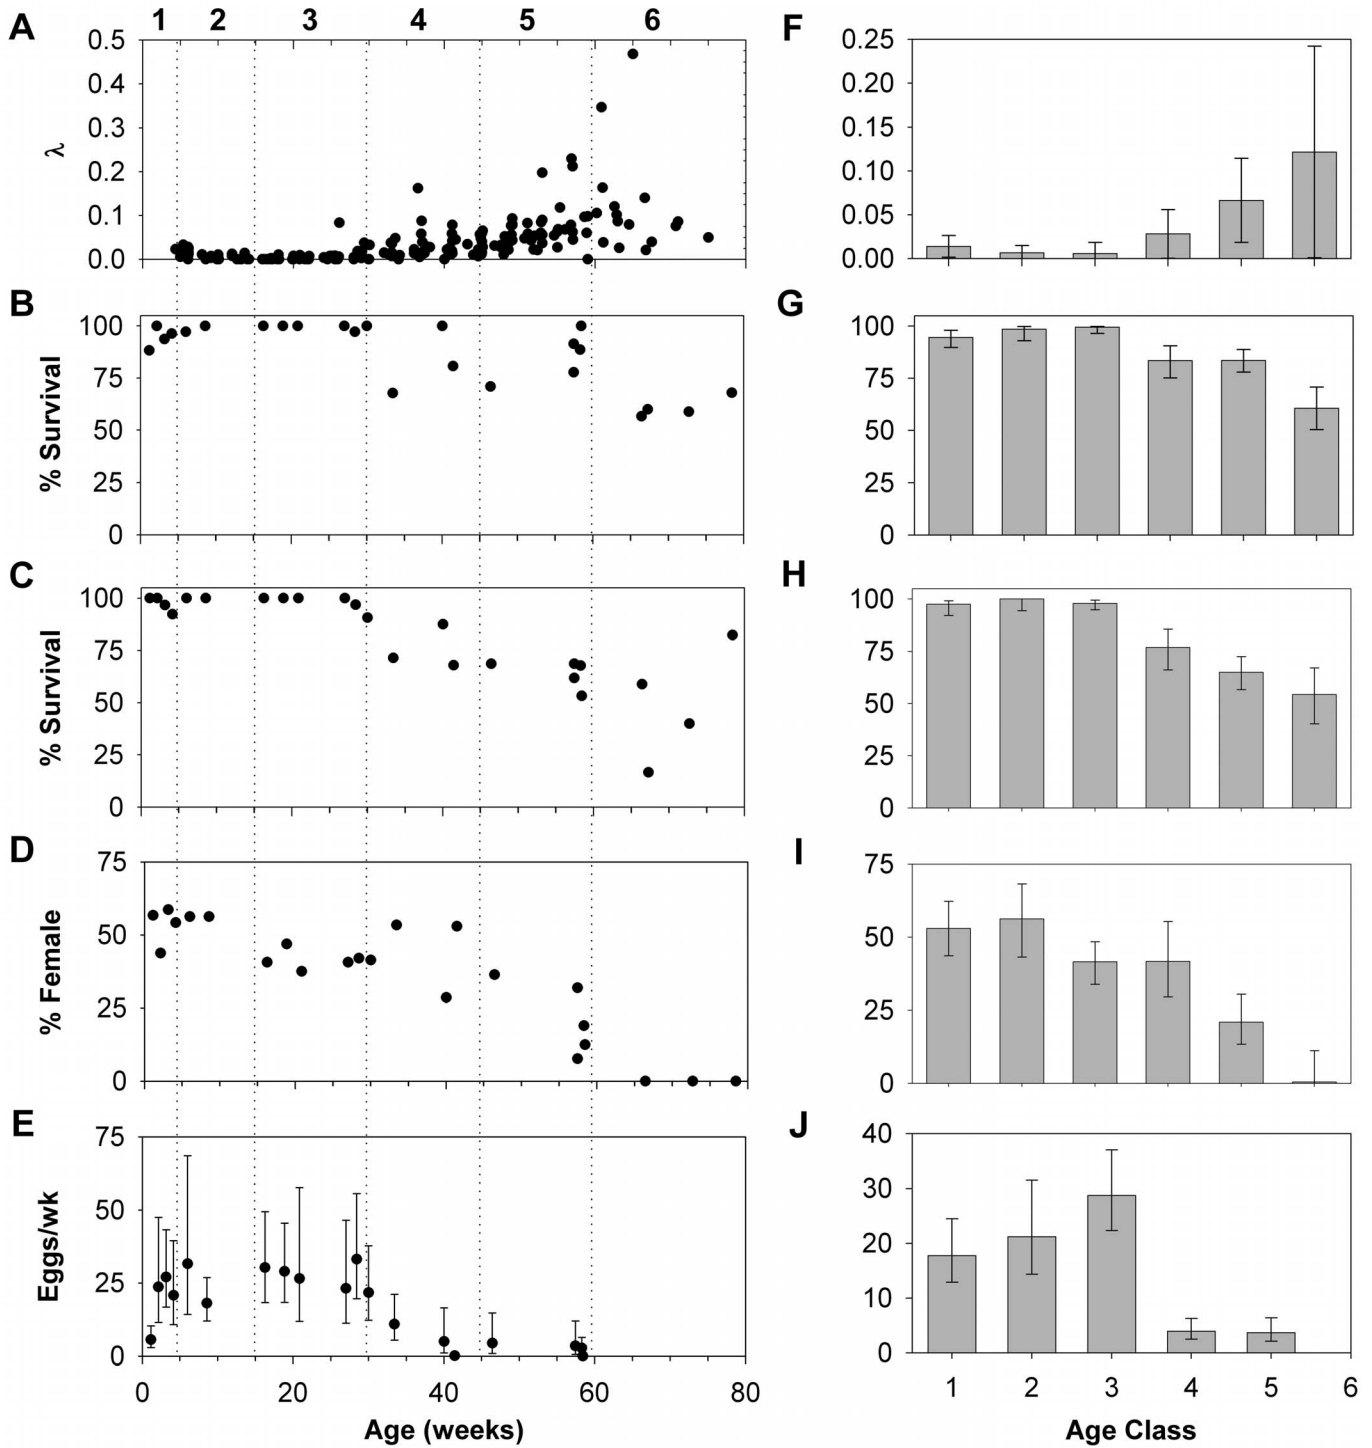 A 1 2 3 4 5 6
0.5
0.4
0.3
0.2
0.1
0.0
λ
B
100
75
50
25
0
% Survival
C
100
75
50
25
0
% Survival
D
75
50
25
0
% Female
E
75
50
25
0
Eggs/wk
0 20 40 60 80
Age (weeks)
F
0.25
0.20
0.15
0.10
0.05
0.00
G
100
75
50
25
0
H
100
75
50
25
0
I
75
50
25
0
J
40
30
20
10
0
1 2 3 4 5 6
Age Class